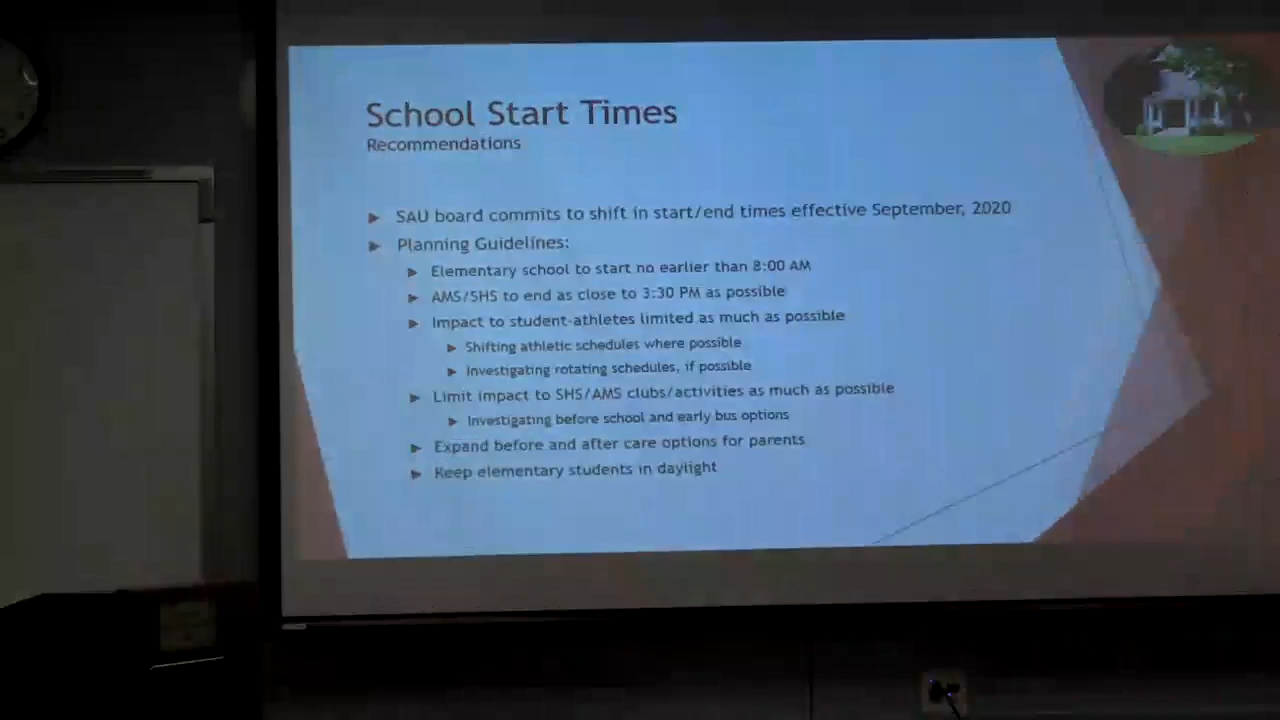 School Start Times
Recommendations
SAU board commits to shift in start/end times effective September, 2020
Planning Guidelines:
Elementary school to start no earlier than 8:00 AM
AMS/SHS to end as close to 3:30 PM as possible
Impact to student-athletes limited as much as possible
Shifting athletic schedules where possible
Investigating rotating schedules, if possible
Limit impact to SHS/AMS clubs/activities as much as possible
Investigating before school and early bus options
Expand before and after care options for parents
Keep elementary students in daylight